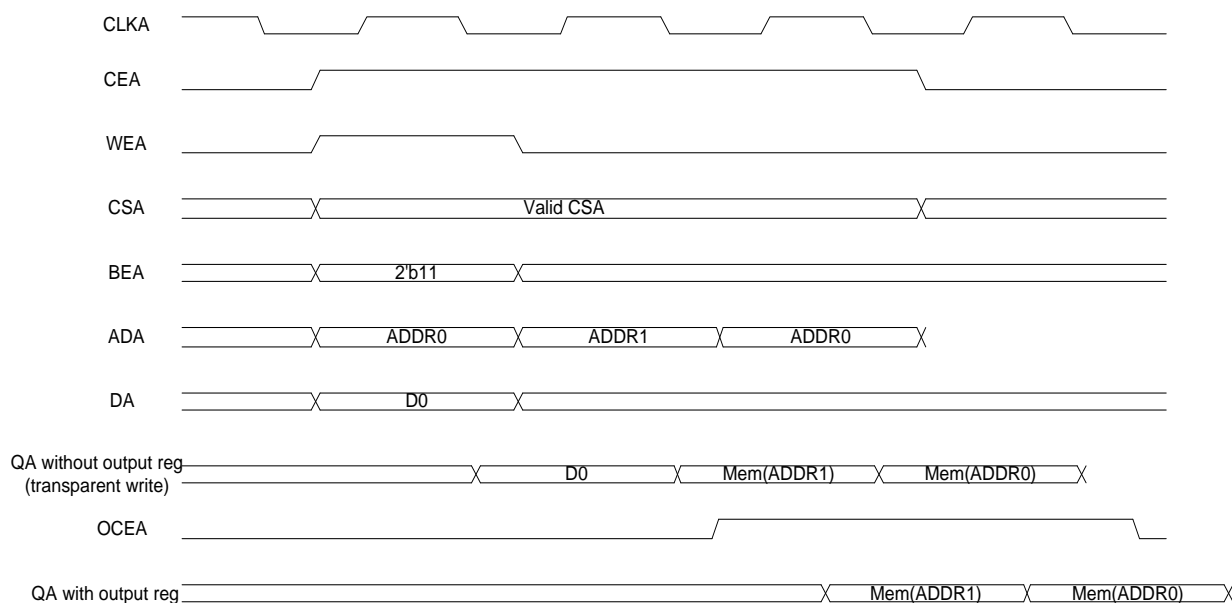 CLKA
CEA
WEA
CSA
Valid CSA
BEA
2'b11
ADA
ADDR0
ADDR1
ADDR0
DA
D0
QA without output reg
(transparent write)
D0
Mem(ADDR1)
Mem(ADDR0)
OCEA
QA with output reg
Mem(ADDR1)
Mem(ADDR0)